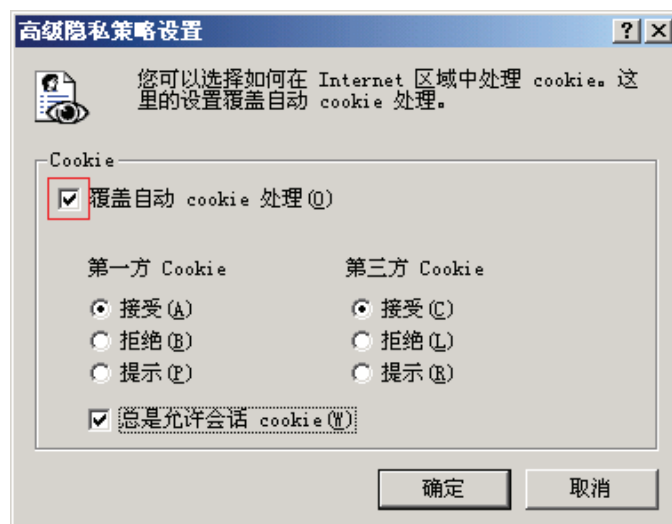 高级隐私策略设置
您可以选择如何在 Internet 区域中处理 cookie。这
里的设置覆盖自动 cookie 处理。
Cookie
覆盖自动 cookie 处理(O)
第一方 Cookie 第三方 Cookie
接受(A) 接受(C)
拒绝(B) 拒绝(L)
提示(P) 提示(R)
总是允许会话 cookie(W)
确定 取消